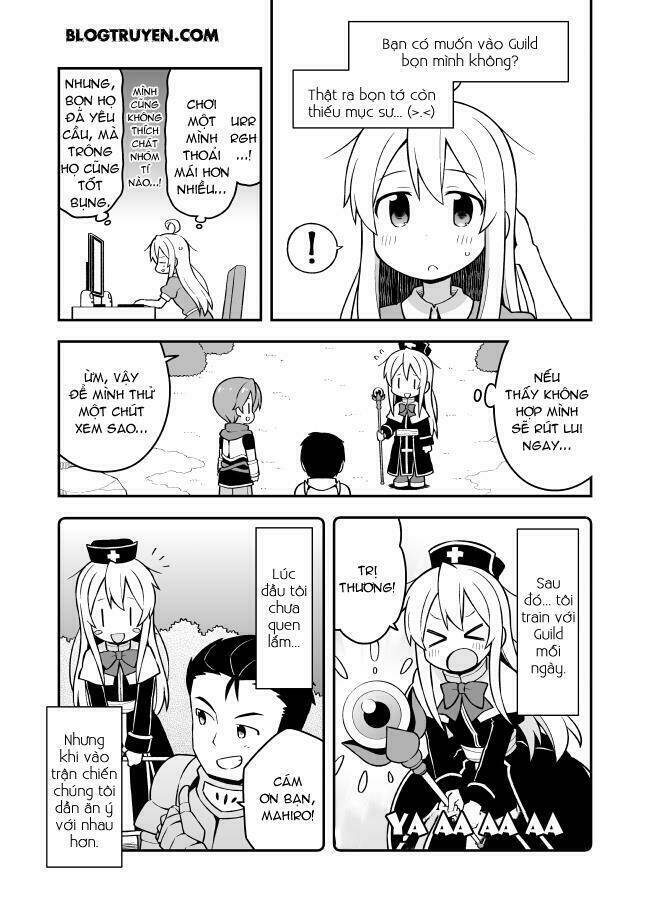 BLOGTRUYEN.COM
Bạn có muốn vào Guild
bọn mình không?
Thật ra bọn tớ còn
thiếu mục sư... (>.<)
!
URR
RGH
...!
CHƠI
MỘT
MÌNH
THOẢI
MÁI HƠN
NHIỀU...
MÌNH
CŨNG
KHÔNG
THÍCH
CHÁT
NHÓM
TÍ
NÀO...!
NHƯNG,
BỌN HỌ
ĐÃ YÊU
CẦU, MÀ
TRÔNG
HỌ CŨNG
TỐT
BỤNG.
NẾU
THẤY KHÔNG
HỢP MÌNH
SẼ RÚT LUI
NGAY...
ỪM, VẬY
ĐỂ MÌNH THỬ
MỘT CHÚT
XEM SAO...
Sau
đó... tôi
train với
Guild
mỗi
ngày.
TRỊ
THƯƠNG!
YA AA AA AA
Lúc
đầu tôi
chưa
quen
lắm...
CÁM
ƠN BẠN,
MAHIRO!
Nhưng
khi vào
trận chiến
chúng tôi
dần ăn ý
với nhau
hơn.